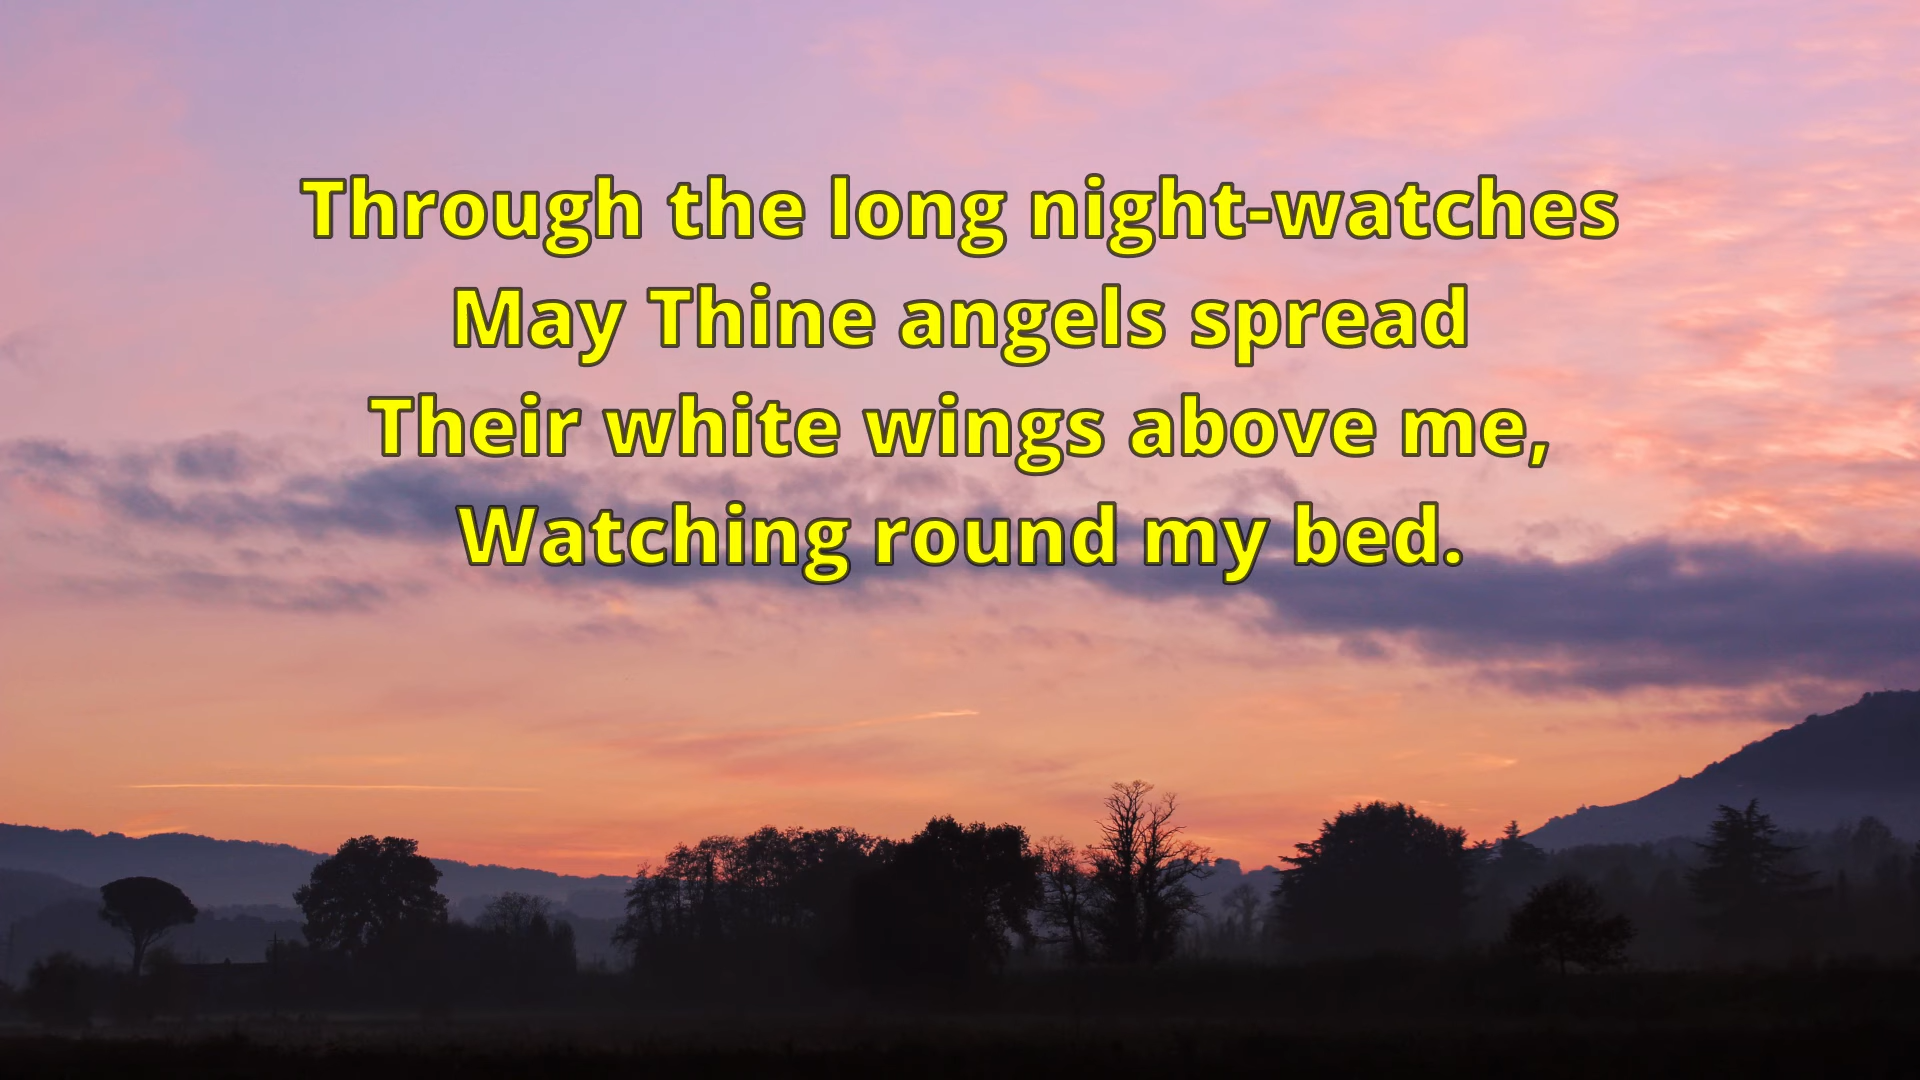 Through the long night-watches
May Thine angels spread
Their white wings above me,
Watching round my bed.